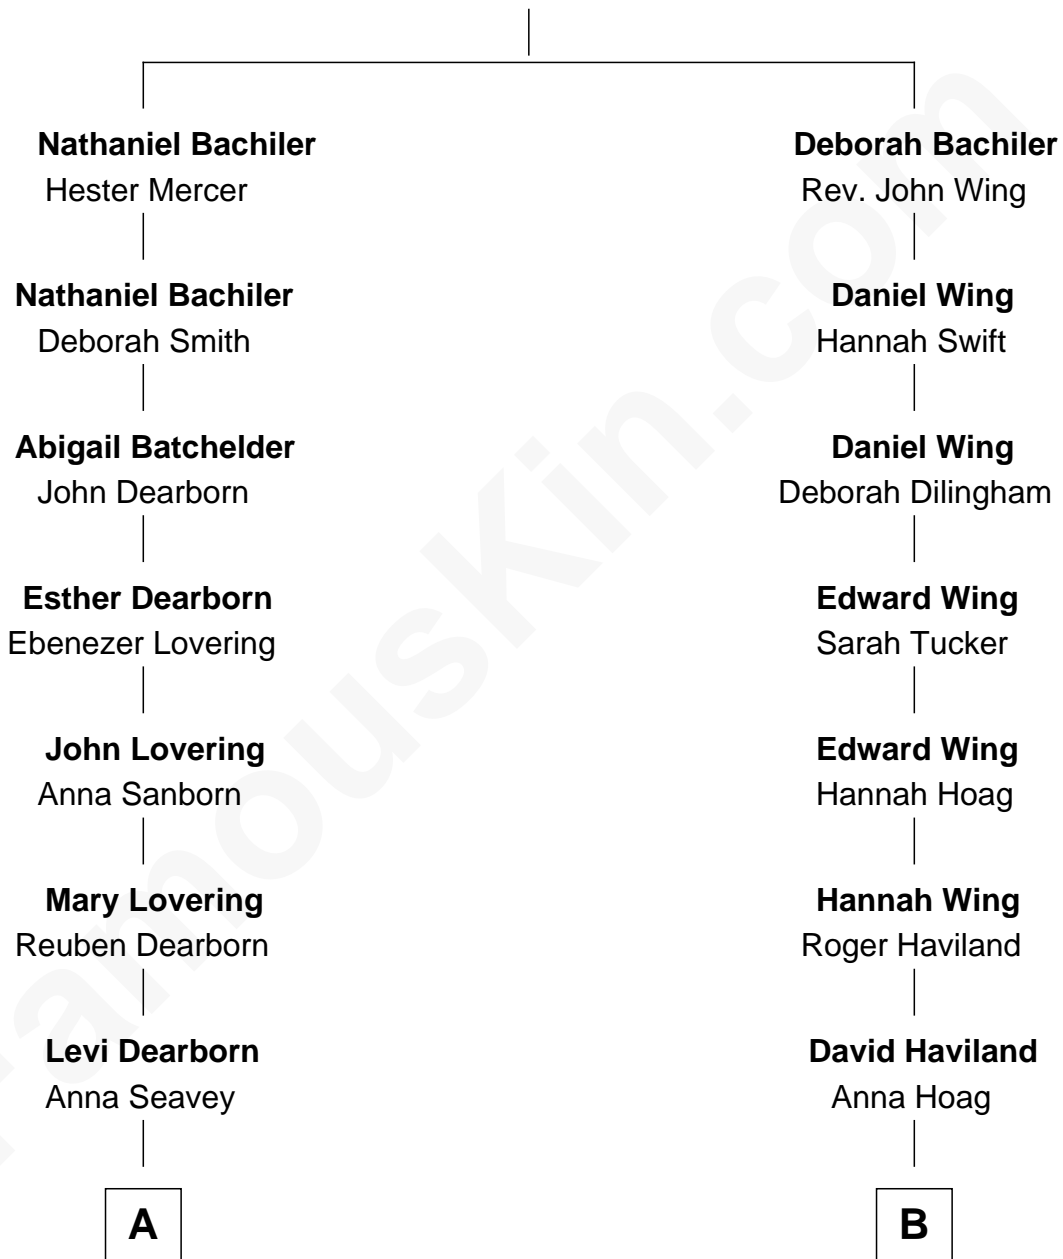 Nathaniel Bachiler
Hester Mercer
Nathaniel Bachiler
Deborah Smith
Abigail Batchelder
John Dearborn
Esther Dearborn
Ebenezer Lovering
John Lovering
Anna Sanborn
Mary Lovering
Reuben Dearborn
Levi Dearborn
Anna Seavey
A
Deborah Bachiler
Rev. John Wing
Daniel Wing
Hannah Swift
Daniel Wing
Deborah Dilingham
Edward Wing
Sarah Tucker
Edward Wing
Hannah Hoag
Hannah Wing
Roger Haviland
David Haviland
Anna Hoag
B
FamousKin.com